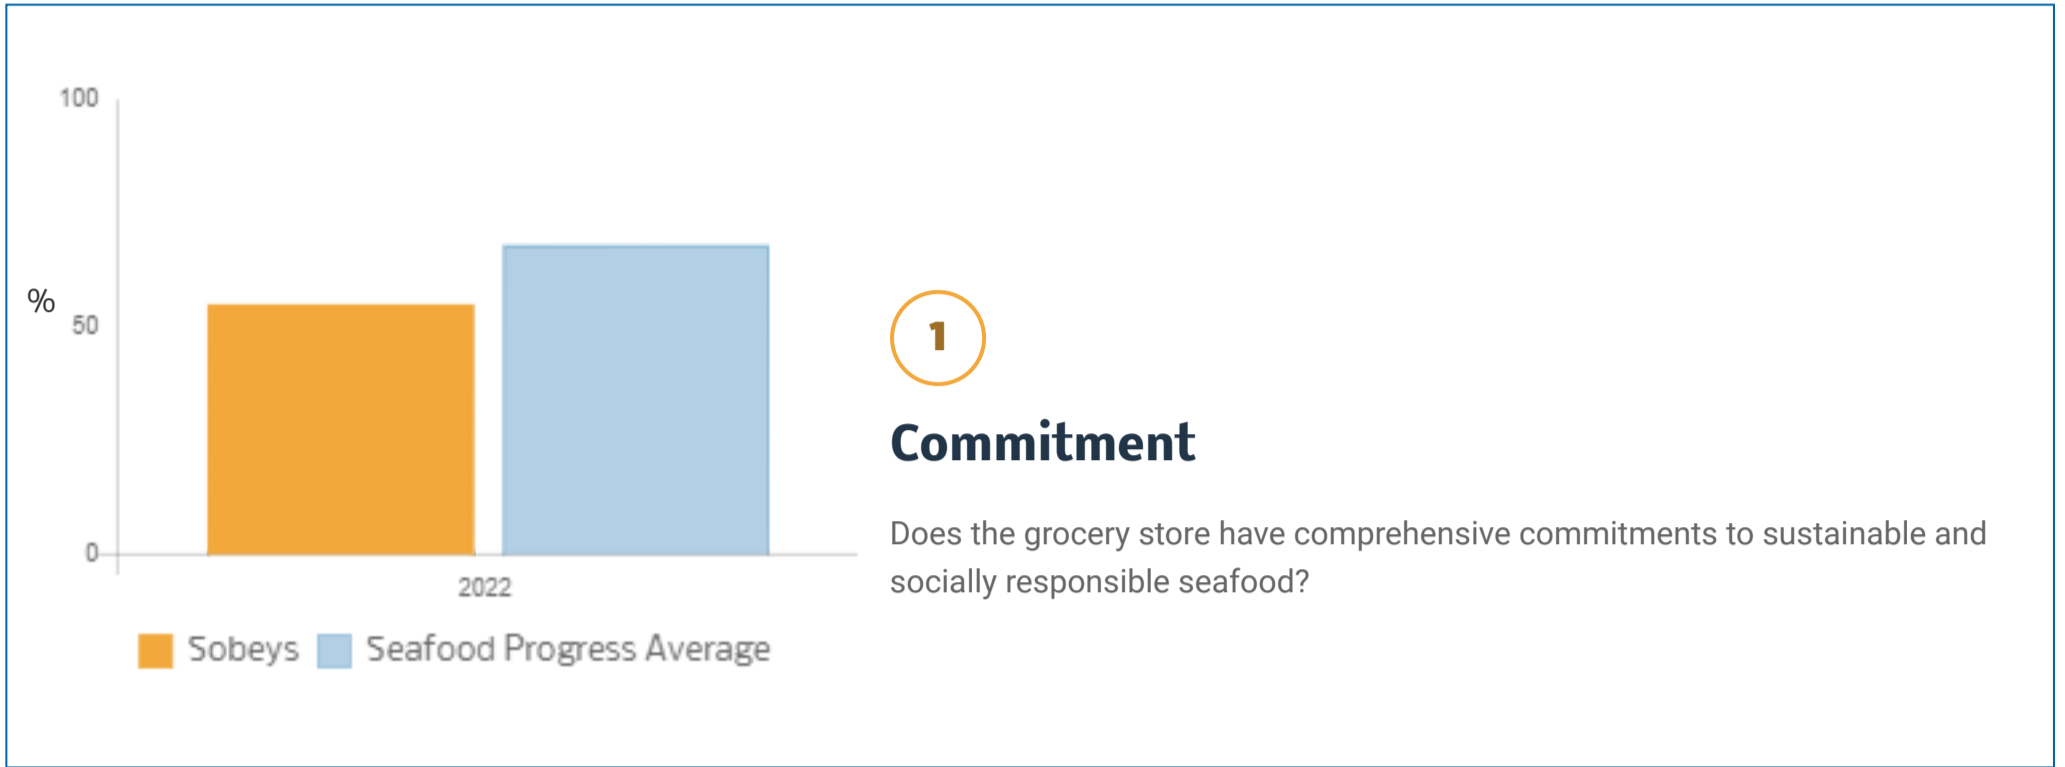 100
%
50
0
2022
Sobeys Seafood Progress Average
1
Commitment
Does the grocery store have comprehensive commitments to sustainable and
socially responsible seafood?